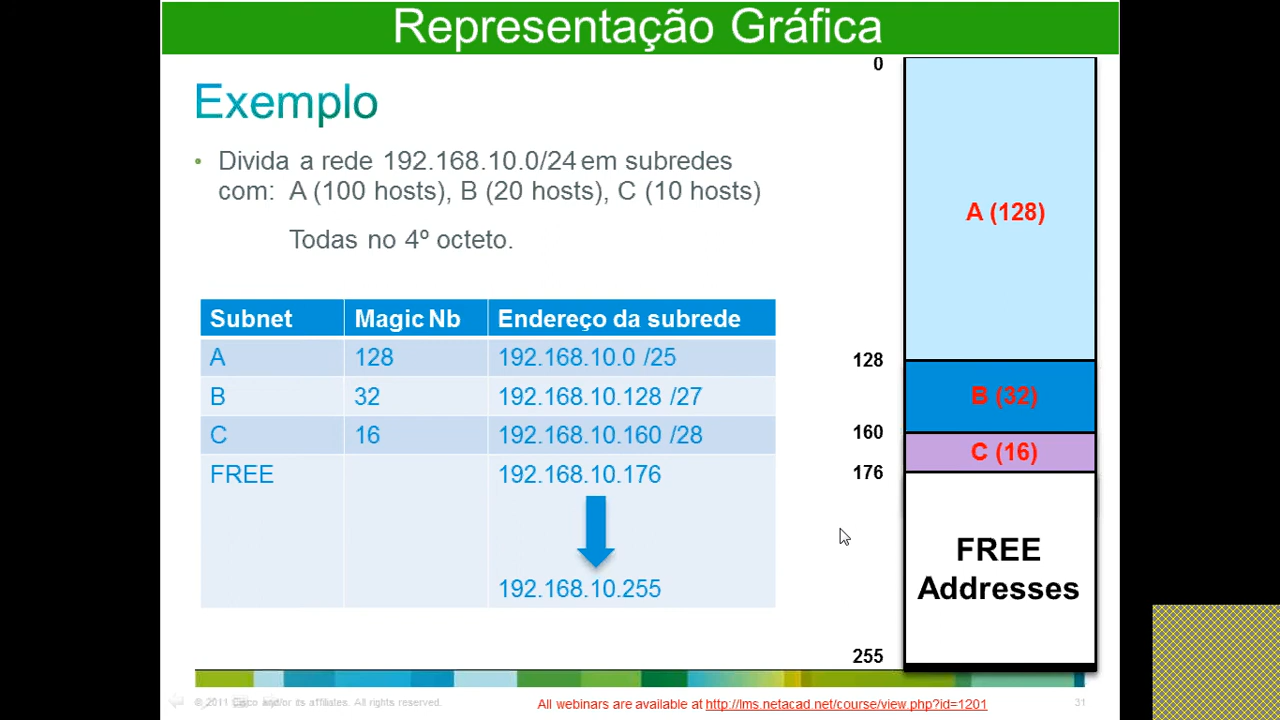 Representação Gráfica
Exemplo
• Divida a rede 192.168.10.0/24 em subredes
com: A (100 hosts), B (20 hosts), C (10 hosts)
Todas no 4º octeto.
Subnet Magic Nb Endereço da subrede
A 128 192.168.10.0 /25
B 32 192.168.10.128 /27
C 16 192.168.10.160 /28
FREE 192.168.10.176
192.168.10.255
0
A (128)
128
B (32)
160
C (16)
176
FREE
Addresses
255
© 2011 Cisco and/or its affiliates. All rights reserved.
All webinars are available at http://lms.netacad.net/course/view.php?id=1201
31